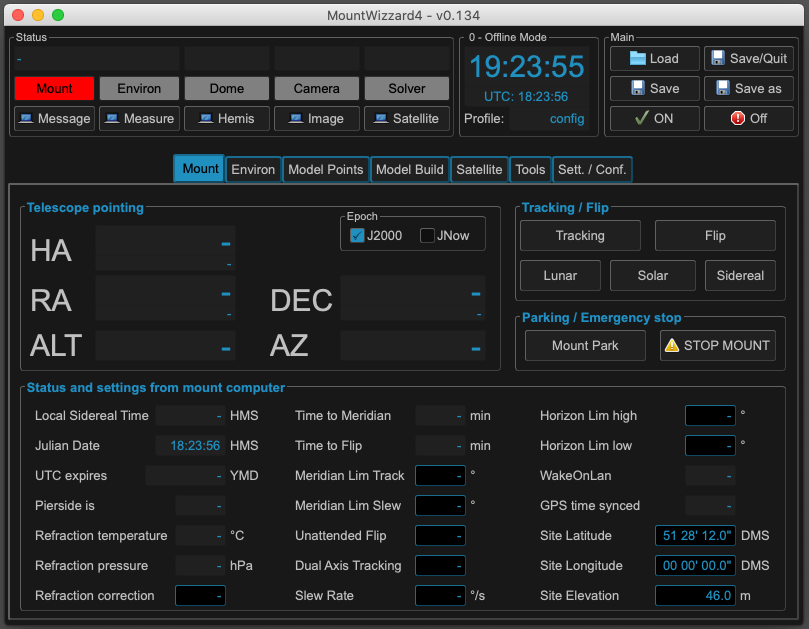 MountWizzard4 - v0.134
Status
-
Mount Environ Dome Camera Solver
Message Measure Hemis Image Satellite
0 - Offline Mode
19:23:55
UTC: 18:23:56
Profile: config
Main
Load Save/Quit
Save Save as
ON Off
Mount Environ Model Points Model Build Satellite Tools Sett. / Conf.
Telescope pointing
Epoch
J2000 JNow
HA -
-
RA - DEC -
- -
ALT - AZ -
Tracking / Flip
Tracking Flip
Lunar Solar Sidereal
Parking / Emergency stop
Mount Park STOP MOUNT
Status and settings from mount computer
Local Sidereal Time - HMS Time to Meridian - min Horizon Lim high - °
Julian Date 18:23:56 HMS Time to Flip - min Horizon Lim low - °
UTC expires - YMD Meridian Lim Track - ° WakeOnLan -
Pierside is - Meridian Lim Slew - ° GPS time synced -
Refraction temperature - °C Unattended Flip - Site Latitude 51 28' 12.0" DMS
Refraction pressure - hPa Dual Axis Tracking - Site Longitude 00 00' 00.0" DMS
Refraction correction - Slew Rate - °/s Site Elevation 46.0 m